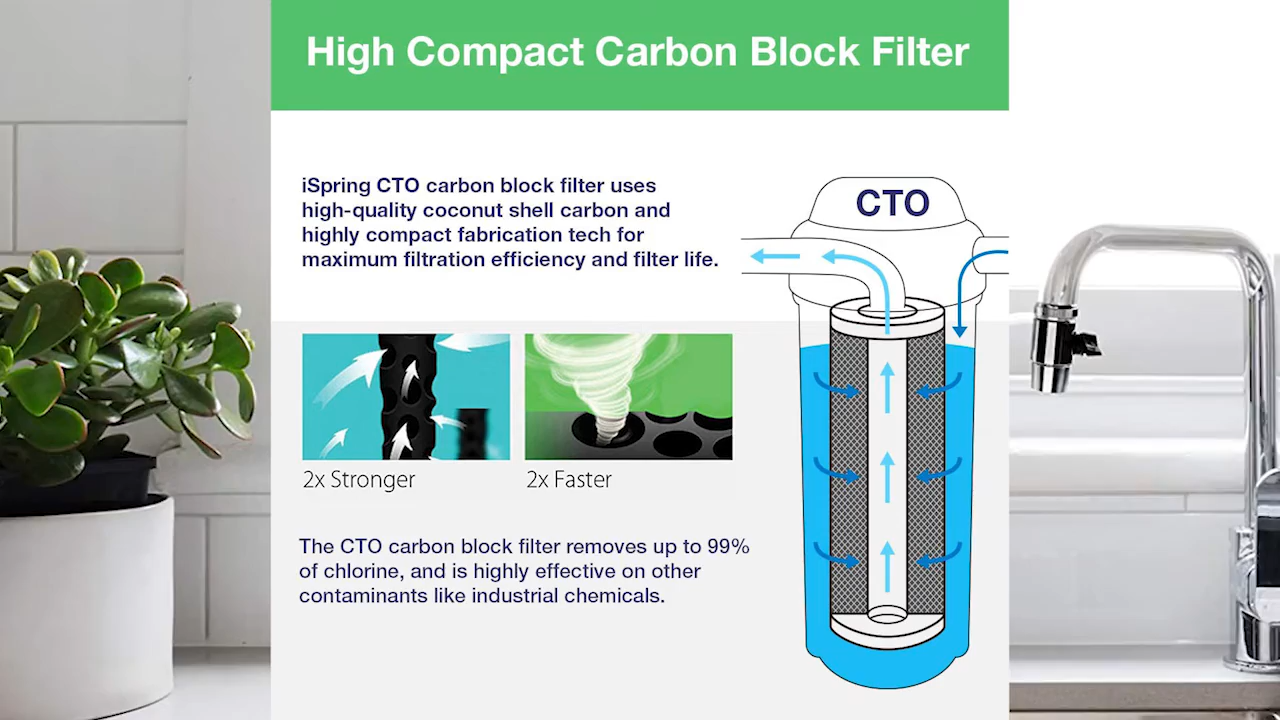 High Compact Carbon Block Filter
iSpring CTO carbon block filter uses
high-quality coconut shell carbon and
highly compact fabrication tech for
maximum filtration efficiency and filter life.
CTO
2x Stronger
2x Faster
The CTO carbon block filter removes up to 99%
of chlorine, and is highly effective on other
contaminants like industrial chemicals.